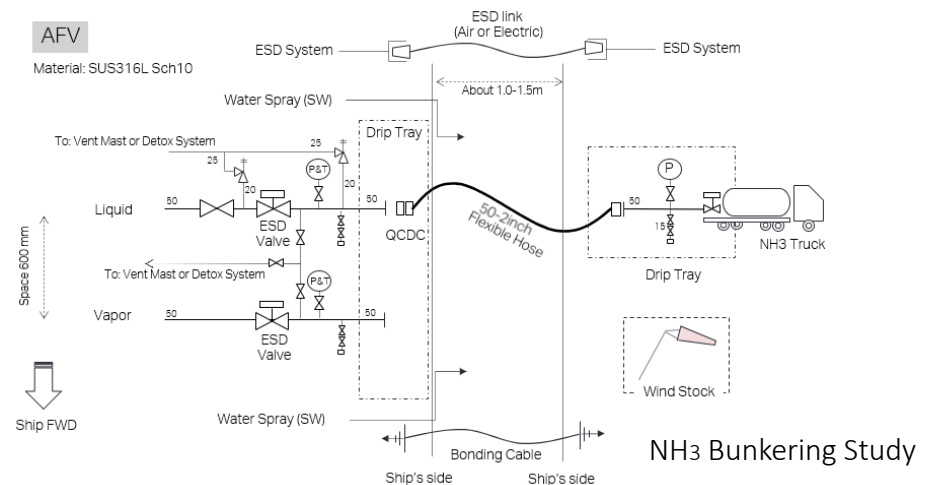 ESD link
(Air or Electric)
AFV
ESD System
ESD System
Material: SUS316L Sch10
About 1.0-1.5m
Water Spray (SW)
Drip Tray
To: Vent Mast or Detox System
25
25
P&T
20
20
P
50
50
50
Liquid
ESD
Valve
QCDC
50-2inch
Flexible Hose
15
NH3 Truck
Space 600 mm
To: Vent Mast or Detox System
P&T
Drip Tray
Vapor
50
50
ESD
Valve
Wind Stock
Ship FWD
Water Spray (SW)
Bonding Cable
NH3 Bunkering Study
Ship's side
Ship's side